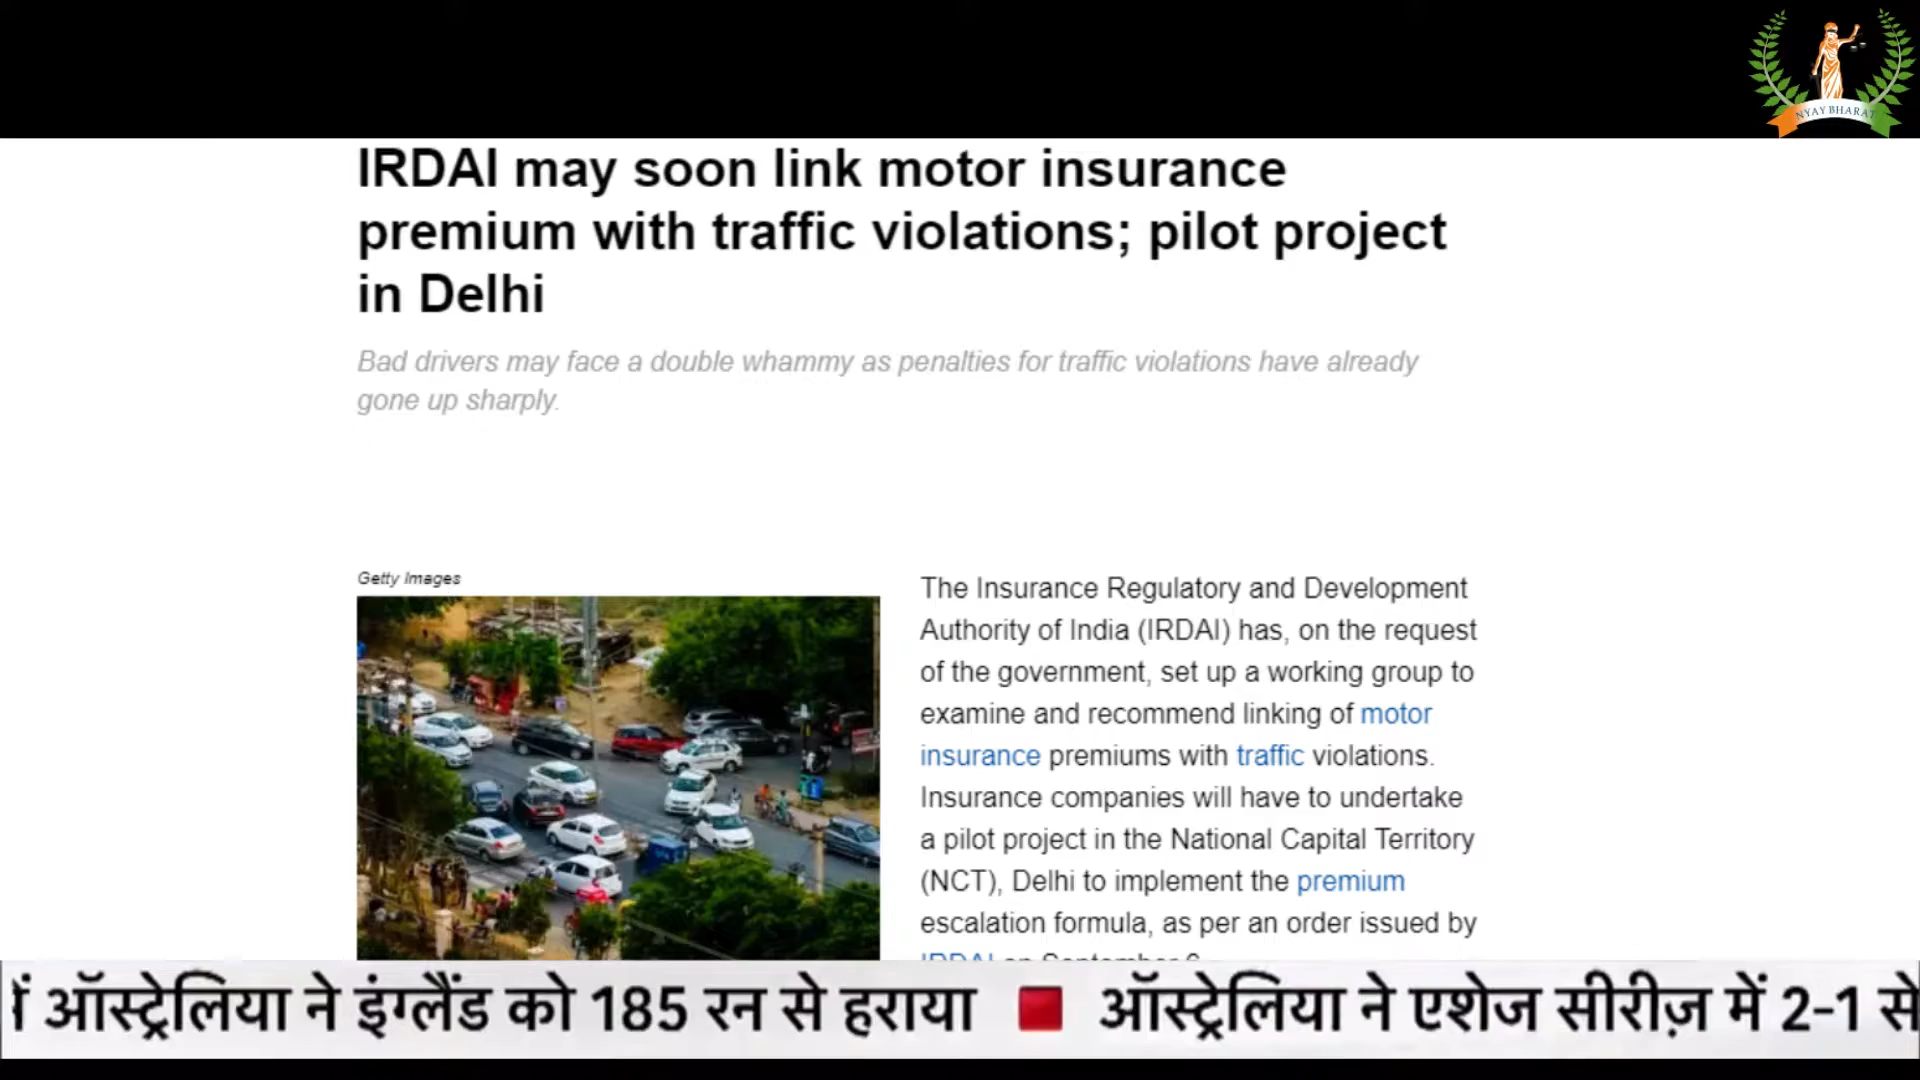 NYAY BHARAT
IRDAI may soon link motor insurance
premium with traffic violations; pilot project
in Delhi
Bad drivers may face a double whammy as penalties for traffic violations have already
gone up sharply.
Getty Images
The Insurance Regulatory and Development
Authority of India (IRDAI) has, on the request
of the government, set up a working group to
examine and recommend linking of motor
insurance premiums with traffic violations.
Insurance companies will have to undertake
a pilot project in the National Capital Territory
(NCT), Delhi to implement the premium
escalation formula, as per an order issued by
IRDAI on September 6
ऑस्ट्रेलिया ने इंग्लैंड को 185 रन से हराया ऑस्ट्रेलिया ने एशेज सीरीज़ में 2-1 से